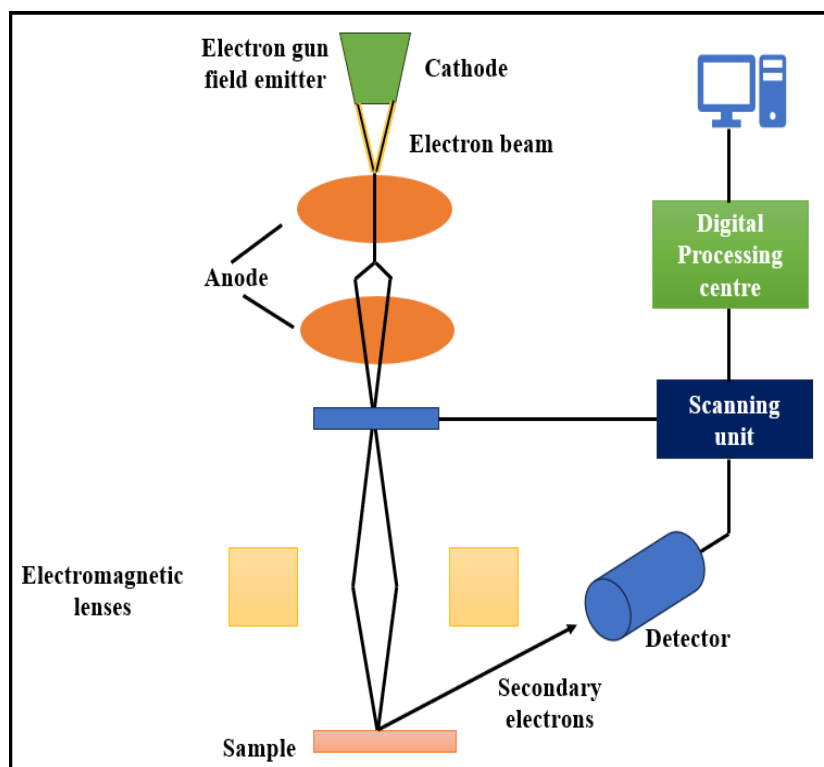 Electron gun
field emitter
Cathode
Electron beam
Anode
Digital
Processing
centre
Scanning
unit
Electromagnetic
lenses
Detector
Secondary
electrons
Sample